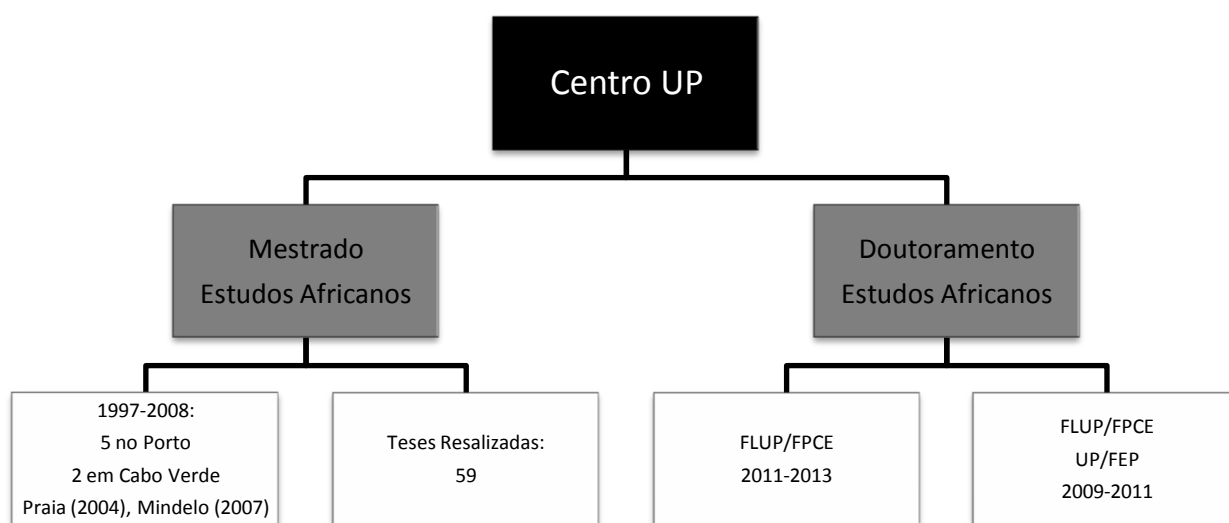 Centro UP
Mestrado
Estudos Africanos
Doutoramento
Estudos Africanos
1997-2008:
5 no Porto
2 em Cabo Verde
Praia (2004), Mindelo (2007)
Teses Resalizadas:
59
FLUP/FPCE
2011-2013
FLUP/FPCE
UP/FEP
2009-2011